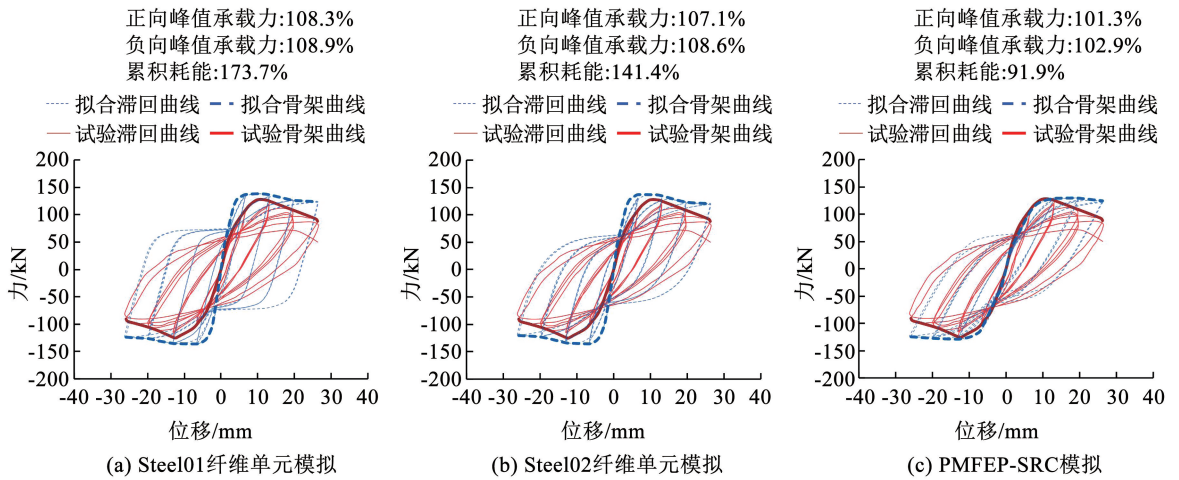 正向峰值承载力:108.3%
负向峰值承载力:108.9%
累积耗能:173.7%
拟合滞回曲线 拟合骨架曲线
试验滞回曲线 试验骨架曲线
200
150
100
50
0
-50
-100
-150
-200
力/kN
-40 -30 -20 -10 0 10 20 30 40
位移/mm
(a) Steel01纤维单元模拟
正向峰值承载力:107.1%
负向峰值承载力:108.6%
累积耗能:141.4%
拟合滞回曲线 拟合骨架曲线
试验滞回曲线 试验骨架曲线
200
150
100
50
0
-50
-100
-150
-200
力/kN
-40 -30 -20 -10 0 10 20 30 40
位移/mm
(b) Steel02纤维单元模拟
正向峰值承载力:101.3%
负向峰值承载力:102.9%
累积耗能:91.9%
拟合滞回曲线 拟合骨架曲线
试验滞回曲线 试验骨架曲线
200
150
100
50
0
-50
-100
-150
-200
力/kN
-40 -30 -20 -10 0 10 20 30 40
位移/mm
(c) PMFEP-SRC模拟